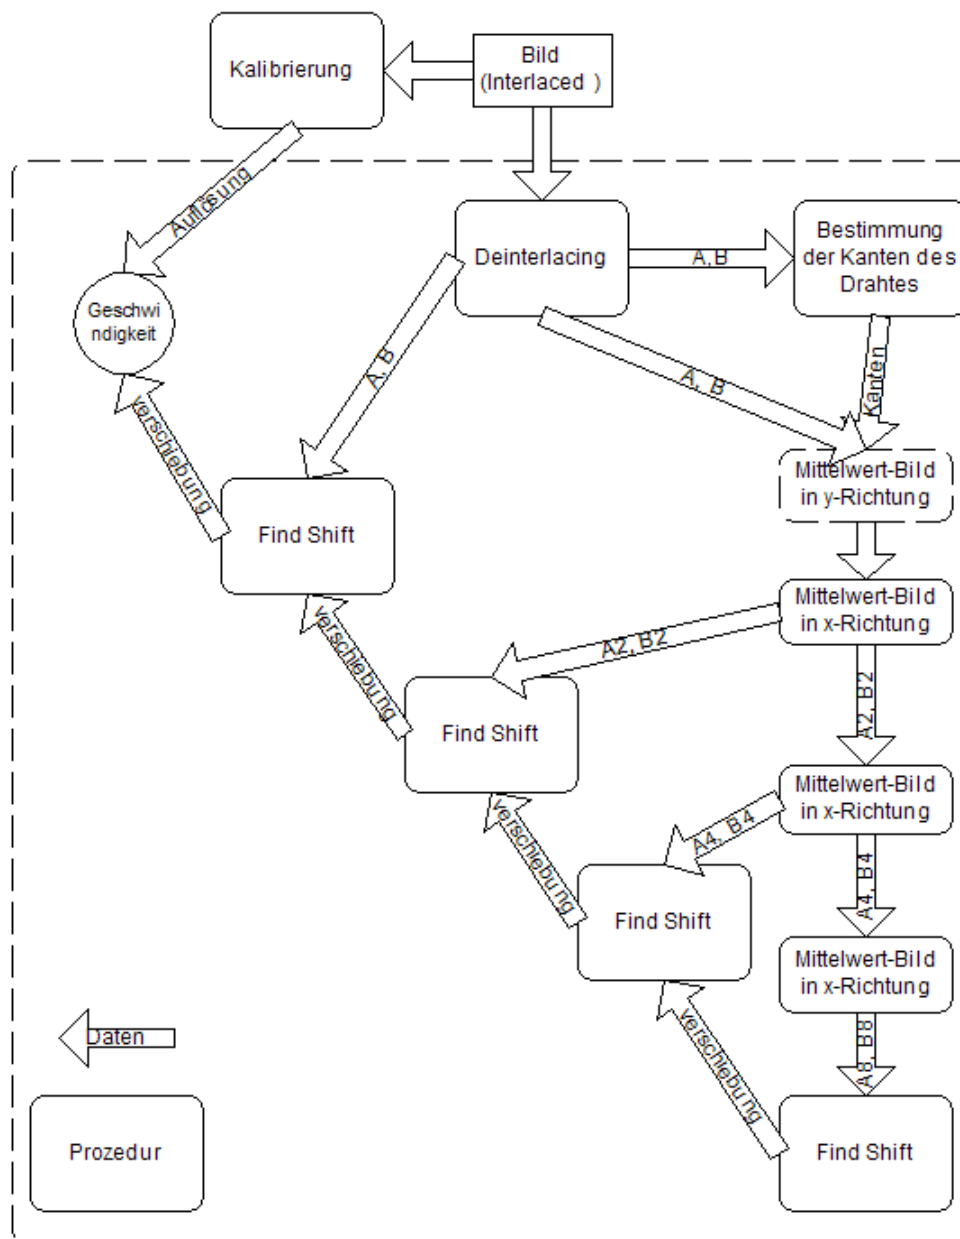 Kalibrierung
Bild
(Interlaced )
Auflösung
Deinterlacing
A,B
Bestimmung
der Kanten des
Drahtes
Geschwi
ndigkeit
A, B
A, B
Kanten
verschiebung
Mittelwert-Bild
in y-Richtung
Find Shift
Mittelwert-Bild
in x-Richtung
verschiebung
A2, B2
A2, B2
Find Shift
Mittelwert-Bild
in x-Richtung
verschiebung
A4, B4
A4, B4
Find Shift
Mittelwert-Bild
in x-Richtung
Daten
verschiebung
A8, B8
Prozedur
Find Shift